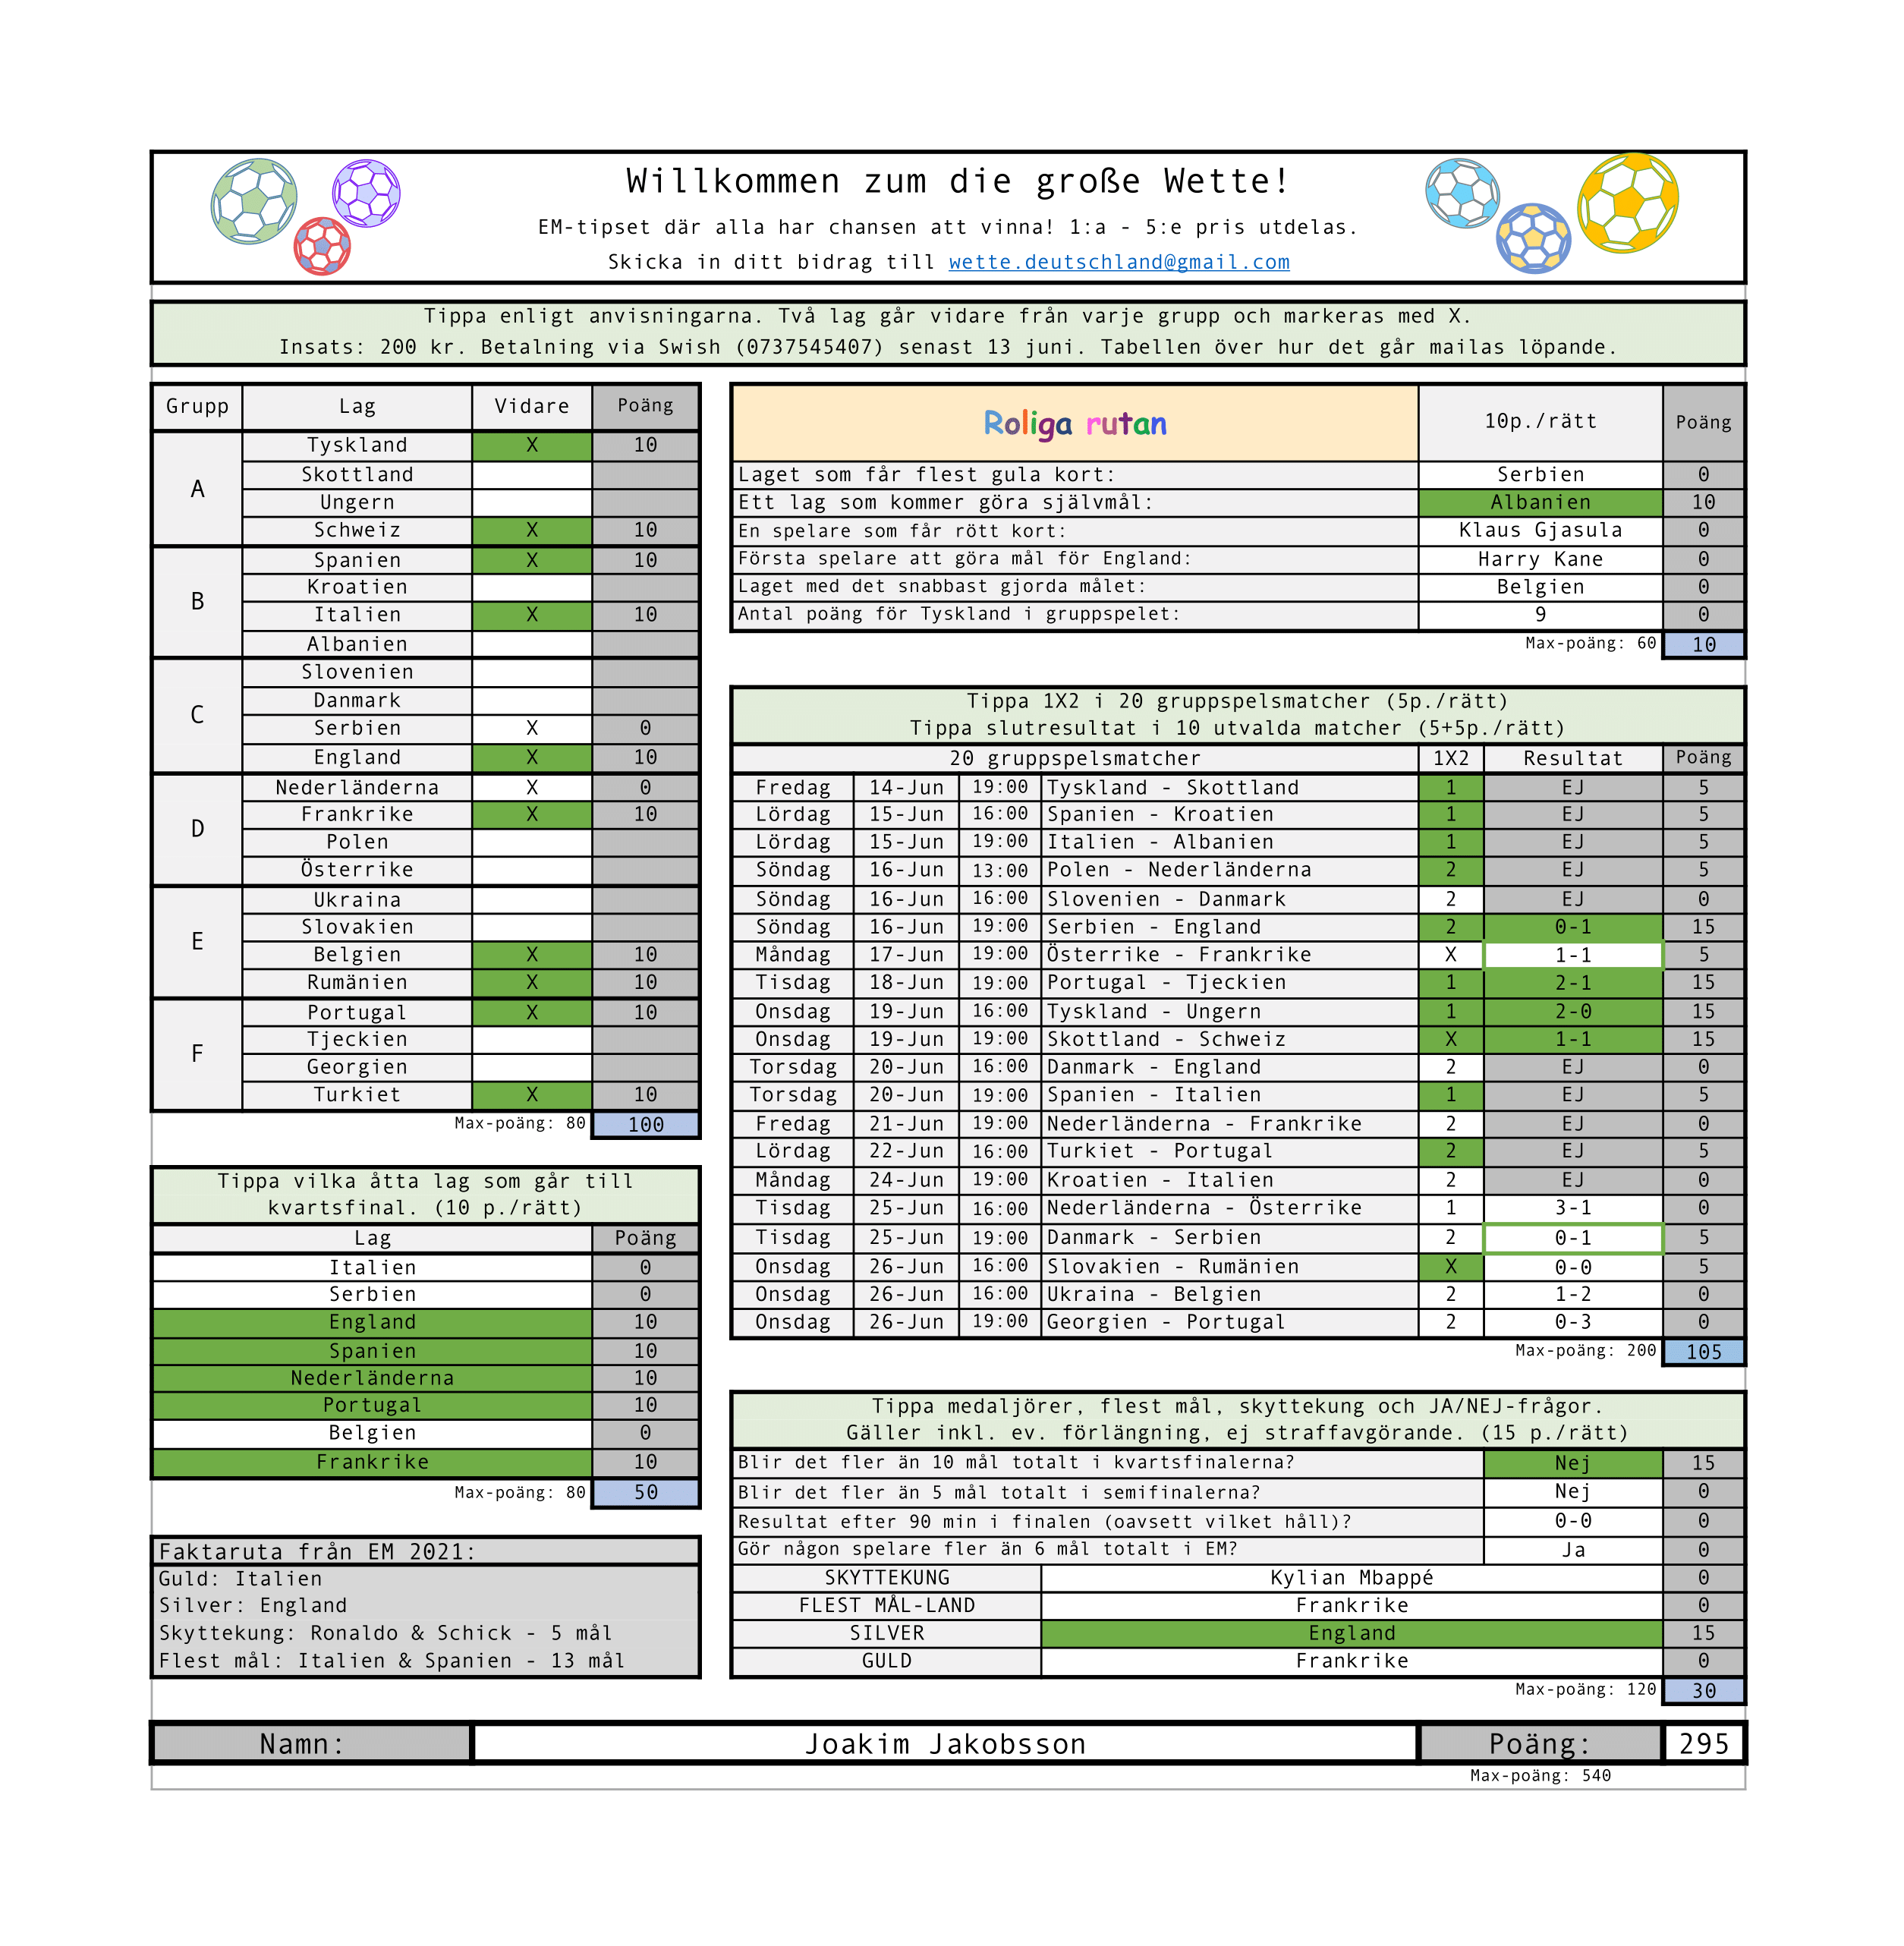 Willkommen zum die große Wette!
EM-tipset där alla har chansen att vinna! 1:a - 5:e pris utdelas.
Skicka in ditt bidrag till wette.deutschland@gmail.com
Tippa enligt anvisningarna. Två lag går vidare från varje grupp och markeras med X.
Insats: 200 kr. Betalning via Swish (0737545407) senast 13 juni. Tabellen över hur det går mailas löpande.
Grupp Lag Vidare Poäng
A
Tyskland X 10
Skottland
Ungern
Schweiz X 10
B
Spanien X 10
Kroatien
Italien X 10
Albanien
C
Slovenien
Danmark
Serbien X 0
England X 10
D
Nederländerna X 0
Frankrike X 10
Polen
Österrike
E
Ukraina
Slovakien
Belgien X 10
Rumänien X 10
F
Portugal X 10
Tjeckien
Georgien
Turkiet X 10
Max-poäng: 80 100
Tippa vilka åtta lag som går till
kvartsfinal. (10 p./rätt)
Lag Poäng
Italien 0
Serbien 0
England 10
Spanien 10
Nederländerna 10
Portugal 10
Belgien 0
Frankrike 10
Max-poäng: 80 50
Faktaruta från EM 2021:
Guld: Italien
Silver: England
Skyttekung: Ronaldo & Schick - 5 mål
Flest mål: Italien & Spanien - 13 mål
Roliga rutan 10p./rätt Poäng
Laget som får flest gula kort: Serbien 0
Ett lag som kommer göra självmål: Albanien 10
En spelare som får rött kort: Klaus Gjasula 0
Första spelare att göra mål för England: Harry Kane 0
Laget med det snabbast gjorda målet: Belgien 0
Antal poäng för Tyskland i gruppspelet: 9 0
Max-poäng: 60 10
Tippa 1X2 i 20 gruppspelsmatcher (5p./rätt)
Tippa slutresultat i 10 utvalda matcher (5+5p./rätt)
20 gruppspelsmatcher 1X2 Resultat Poäng
Fredag 14-Jun 19:00 Tyskland - Skottland 1 EJ 5
Lördag 15-Jun 16:00 Spanien - Kroatien 1 EJ 5
Lördag 15-Jun 19:00 Italien - Albanien 1 EJ 5
Söndag 16-Jun 13:00 Polen - Nederländerna 2 EJ 5
Söndag 16-Jun 16:00 Slovenien - Danmark 2 EJ 0
Söndag 16-Jun 19:00 Serbien - England 2 0-1 15
Måndag 17-Jun 19:00 Österrike - Frankrike X 1-1 5
Tisdag 18-Jun 19:00 Portugal - Tjeckien 1 2-1 15
Onsdag 19-Jun 16:00 Tyskland - Ungern 1 2-0 15
Onsdag 19-Jun 19:00 Skottland - Schweiz X 1-1 15
Torsdag 20-Jun 16:00 Danmark - England 2 EJ 0
Torsdag 20-Jun 19:00 Spanien - Italien 1 EJ 5
Fredag 21-Jun 19:00 Nederländerna - Frankrike 2 EJ 0
Lördag 22-Jun 16:00 Turkiet - Portugal 2 EJ 5
Måndag 24-Jun 19:00 Kroatien - Italien 2 EJ 0
Tisdag 25-Jun 16:00 Nederländerna - Österrike 1 3-1 0
Tisdag 25-Jun 19:00 Danmark - Serbien 2 0-1 5
Onsdag 26-Jun 16:00 Slovakien - Rumänien X 0-0 5
Onsdag 26-Jun 16:00 Ukraina - Belgien 2 1-2 0
Onsdag 26-Jun 19:00 Georgien - Portugal 2 0-3 0
Max-poäng: 200 105
Tippa medaljörer, flest mål, skyttekung och JA/NEJ-frågor.
Gäller inkl. ev. förlängning, ej straffavgörande. (15 p./rätt)
Blir det fler än 10 mål totalt i kvartsfinalerna? Nej 15
Blir det fler än 5 mål totalt i semifinalerna? Nej 0
Resultat efter 90 min i finalen (oavsett vilket håll)? 0-0 0
Gör någon spelare fler än 6 mål totalt i EM? Ja 0
SKYTTEKUNG Kylian Mbappé 0
FLEST MÅL-LAND Frankrike 0
SILVER England 15
GULD Frankrike 0
Max-poäng: 120 30
Namn: Joakim Jakobsson Poäng: 295
Max-poäng: 540